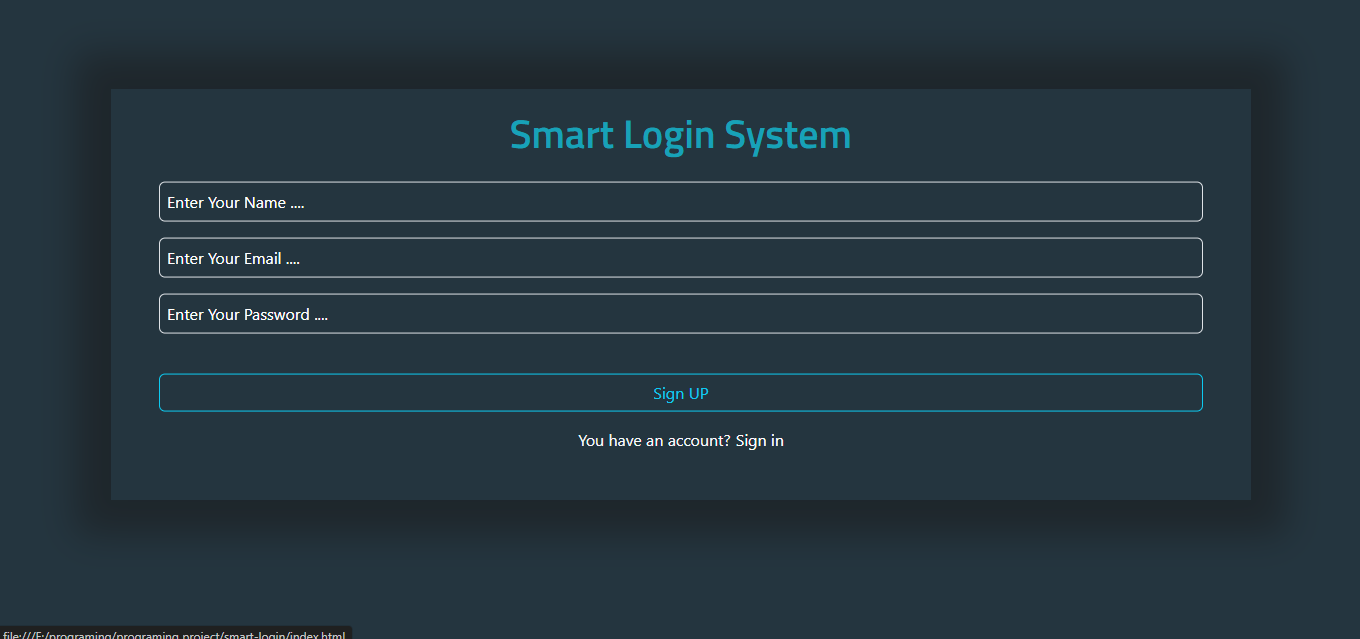 Smart Login System
Enter Your Name ....
Enter Your Email ....
Enter Your Password ....
Sign UP
You have an account? Sign in
file:///F:/programing/programing project/smart-login/index.html